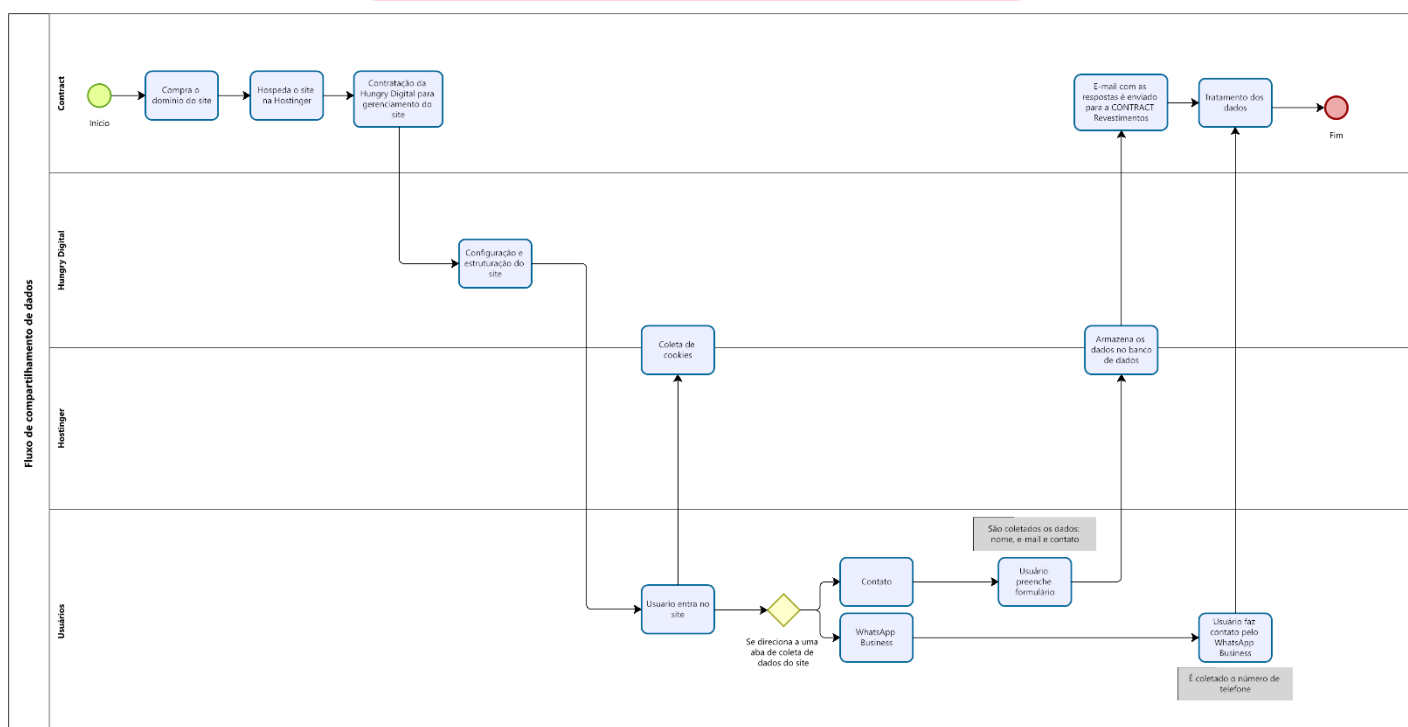 Fluxo de compartilhamento de dados
Contract
Início
Compra o
domínio do site
Hospeda o site
na Hostinger
Contratação da
Hungry Digital para
gerenciamento do
site
E-mail com as
respostas é enviado
para a CONTRACT
Revestimentos
Tratamento dos
dados
Fim
Hungry Digital
Configuração e
estruturação do
site
Coleta de
cookies
Armazena os
dados no banco
de dados
Hostinger
Usuários
São coletados os dados:
nome, e-mail e contato
Usuario entra no
site
Se direciona a uma
aba de coleta de
dados do site
Contato
Usuário
preenche
formulário
WhatsApp
Business
Usuário faz
contato pelo
WhatsApp
Business
É coletado o número de
telefone